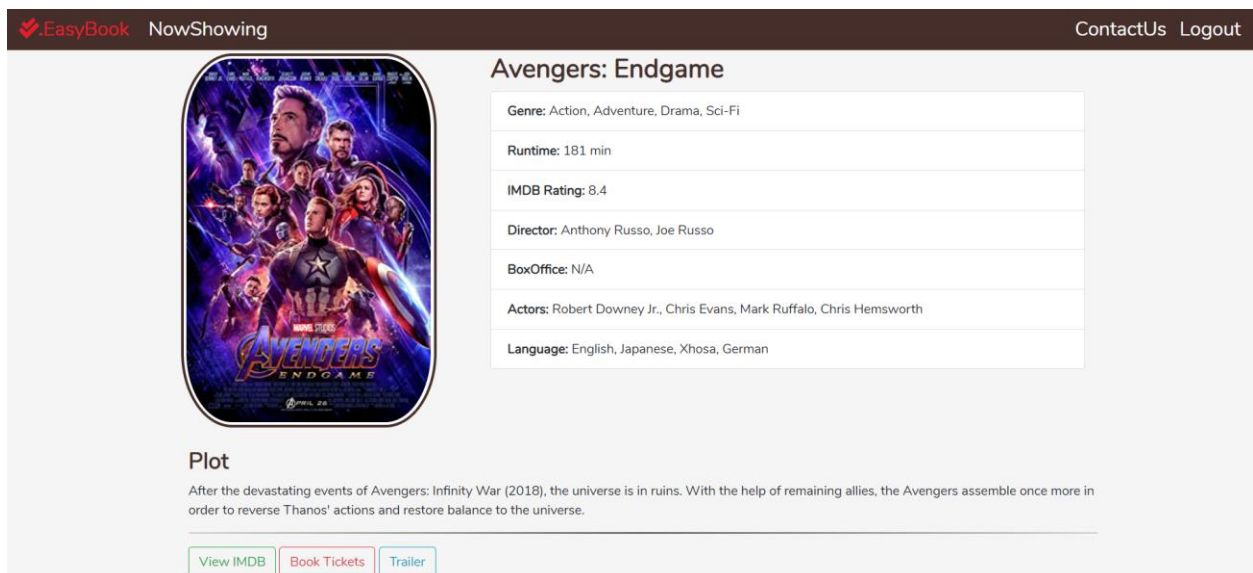 .EasyBook NowShowing ContactUs Logout
MARVEL STUDIOS
AVENGERS
ENDGAME
APRIL 26
Avengers: Endgame
Genre: Action, Adventure, Drama, Sci-Fi
Runtime: 181 min
IMDB Rating: 8.4
Director: Anthony Russo, Joe Russo
BoxOffice: N/A
Actors: Robert Downey Jr., Chris Evans, Mark Ruffalo, Chris Hemsworth
Language: English, Japanese, Xhosa, German
Plot
After the devastating events of Avengers: Infinity War (2018), the universe is in ruins. With the help of remaining allies, the Avengers assemble once more in
order to reverse Thanos' actions and restore balance to the universe.
View IMDB Book Tickets Trailer